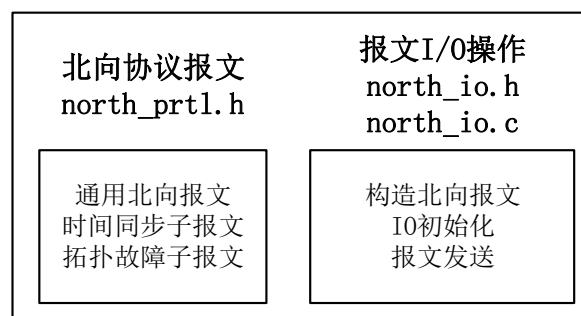 北向协议报文
north_prtl.h
通用北向报文
时间同步子报文
拓扑故障子报文
报文I/O操作
north_io.h
north_io.c
构造北向报文
IO初始化
报文发送